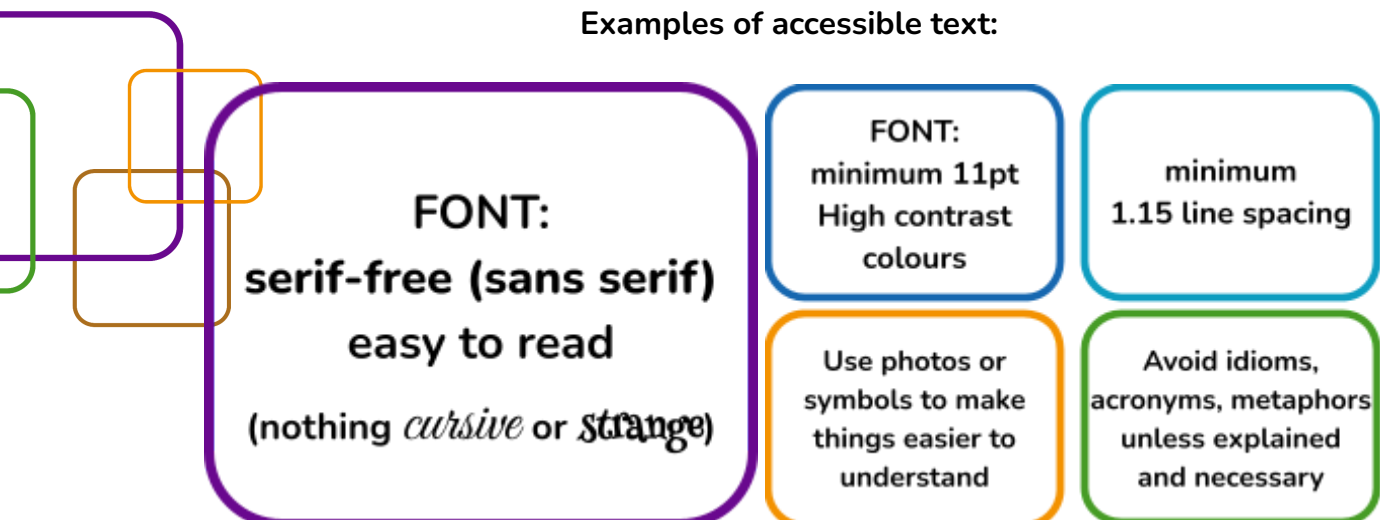 Examples of accessible text:
FONT:
serif-free (sans serif)
easy to read
(nothing cursive or strange)
FONT:
minimum 11pt
High contrast
colours
minimum
1.15 line spacing
Use photos or
symbols to make
things easier to
understand
Avoid idioms,
acronyms, metaphors
unless explained
and necessary